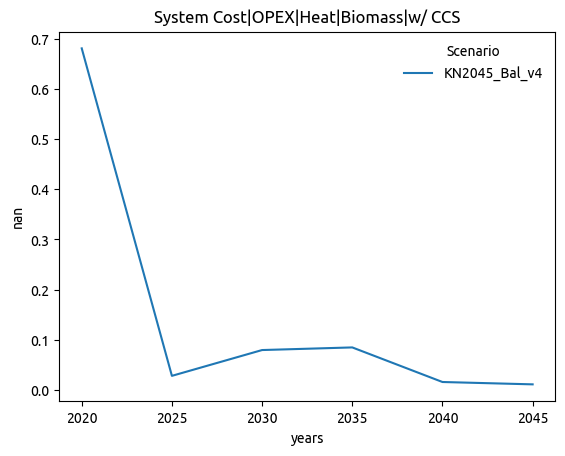 System Cost|OPEX|Heat|Biomass|w/ CCS
Scenario
KN2045_Bal_v4
nan
0.7
0.6
0.5
0.4
0.3
0.2
0.1
0.0
2020 2025 2030 2035 2040 2045
years